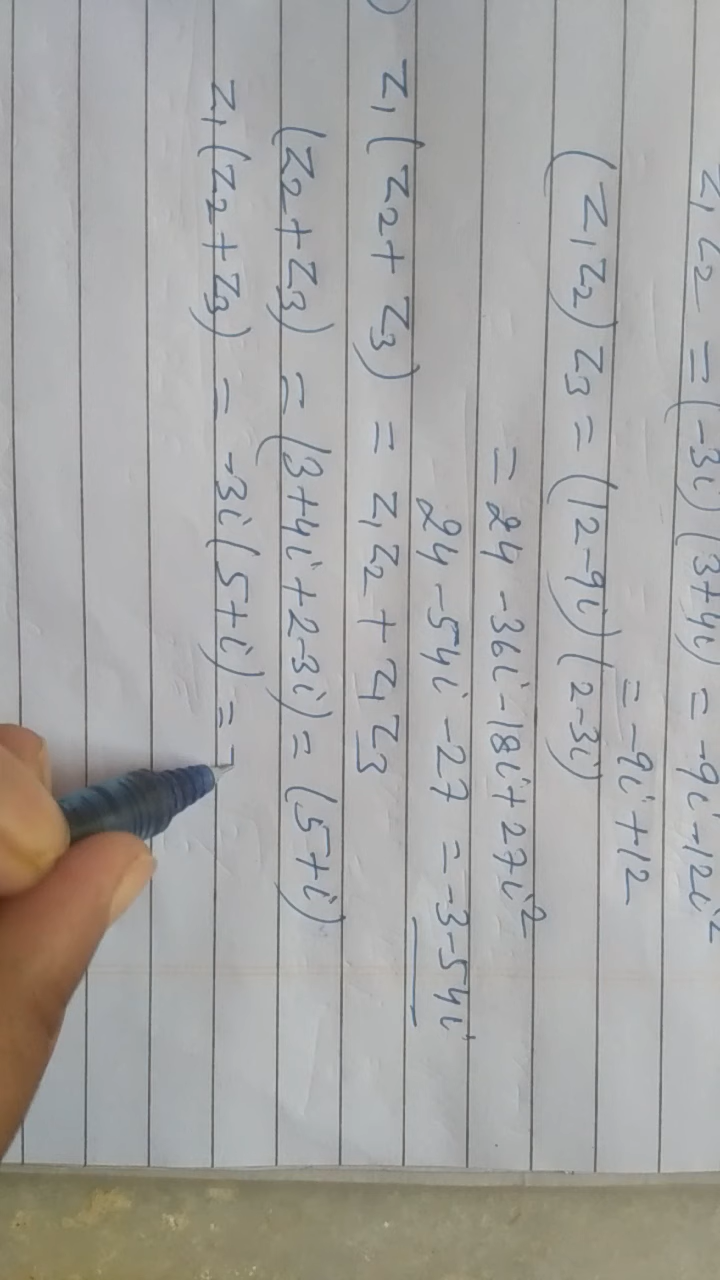 z₁z₂ = (-3i)(3+4i) = -9i-12i²
= -9i+12
(z₁z₂)z₃ = (12-9i)(2-3i)
= 24-36i-18i+27i²
24-54i-27 = -3-54i
) z₁(z₂+z₃) = z₁z₂+z₁z₃
(z₂+z₃) = (3+4i+2-3i) = (5+i)
z₁(z₂+z₃) = -3i(5+i) =